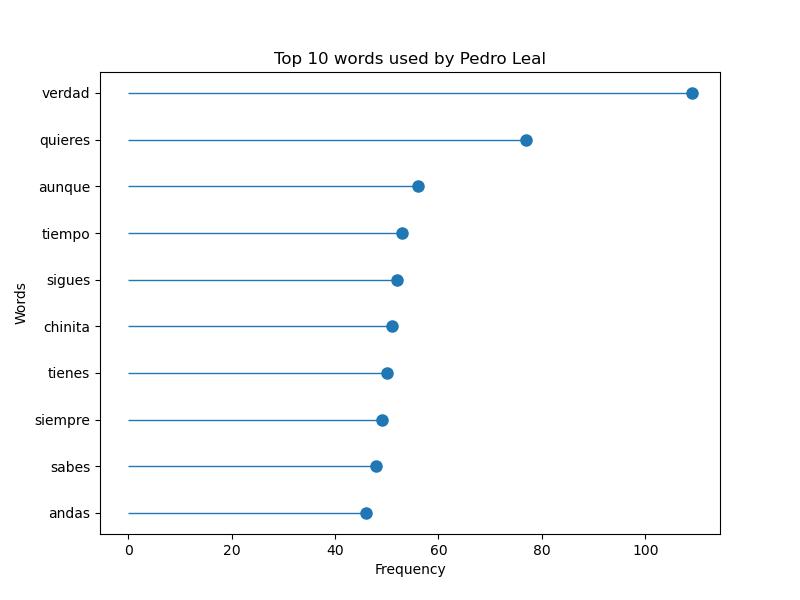 Top 10 words used by Pedro Leal
verdad
quieres
aunque
tiempo
sigues
chinita
tienes
siempre
sabes
andas
Words
0 20 40 60 80 100
Frequency